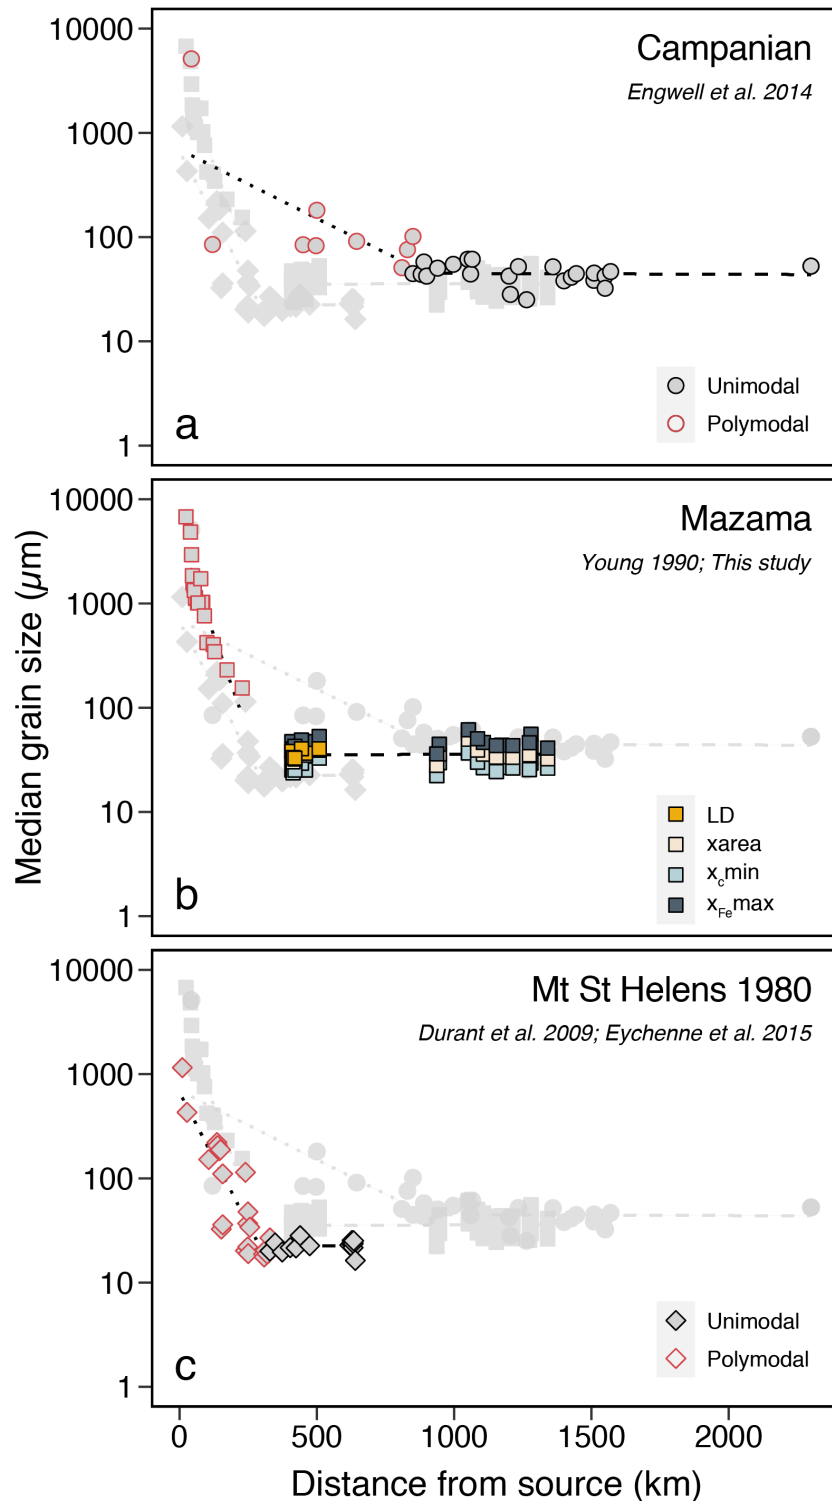 10000
1000
100
10
1
Campanian
Engwell et al. 2014
Unimodal
Polymodal
a
Median grain size (µm)
10000
1000
100
10
1
Mazama
Young 1990; This study
LD
xarea
xcmin
xFemax
b
10000
1000
100
10
1
Mt St Helens 1980
Durant et al. 2009; Eychenne et al. 2015
Unimodal
Polymodal
c
0 500 1000 1500 2000
Distance from source (km)